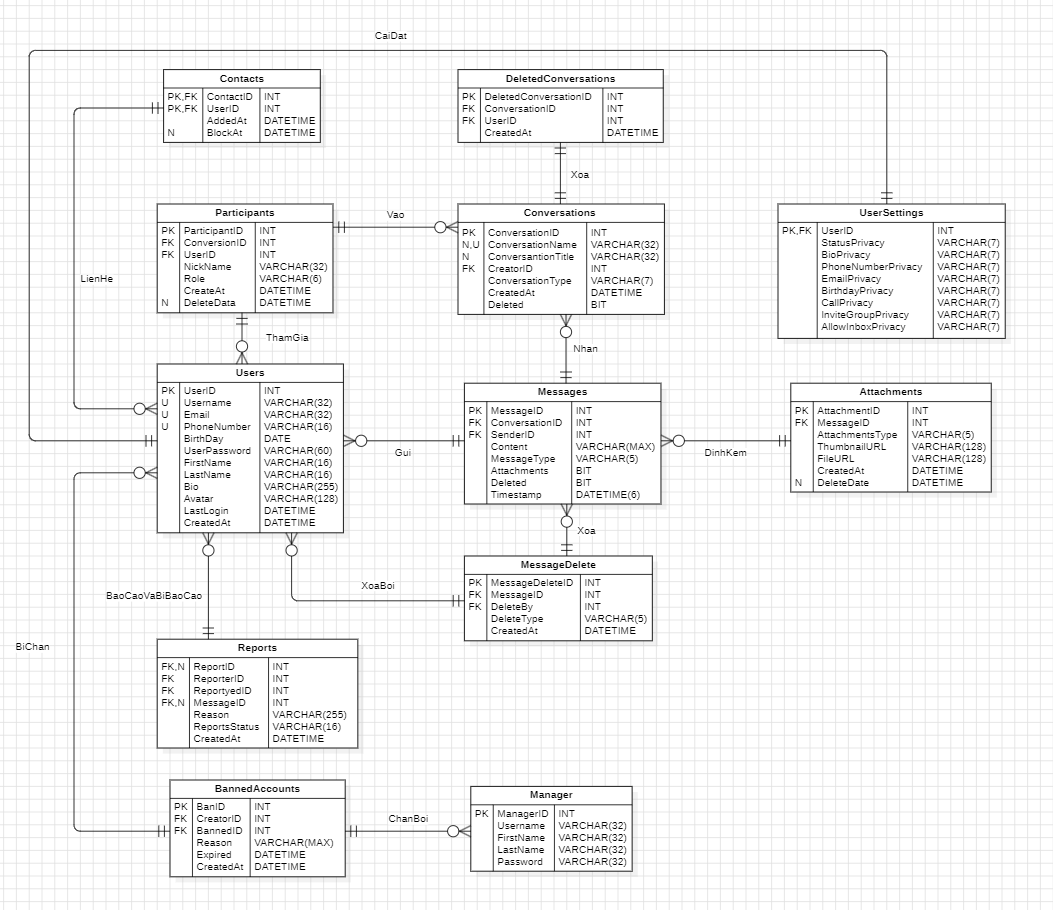 CaiDat
Contacts
PK,FK ContactID INT
PK,FK UserID INT
AddedAt DATETIME
N BlockAt DATETIME
DeletedConversations
PK DeletedConversationID INT
FK ConversationID INT
FK UserID INT
CreatedAt DATETIME
Xoa
Participants
PK ParticipantID INT
FK ConversionID INT
FK UserID INT
NickName VARCHAR(32)
Role VARCHAR(6)
CreateAt DATETIME
N DeleteData DATETIME
Vao
Conversations
PK ConversationID INT
N,U ConversationName VARCHAR(32)
N ConversantionTitle VARCHAR(32)
FK CreatorID INT
ConversationType VARCHAR(7)
CreatedAt DATETIME
Deleted BIT
UserSettings
PK,FK UserID INT
StatusPrivacy VARCHAR(7)
BioPrivacy VARCHAR(7)
PhoneNumberPrivacy VARCHAR(7)
EmailPrivacy VARCHAR(7)
BirthdayPrivacy VARCHAR(7)
CallPrivacy VARCHAR(7)
InviteGroupPrivacy VARCHAR(7)
AllowInboxPrivacy VARCHAR(7)
LienHe
ThamGia
Nhan
Users
PK UserID INT
U Username VARCHAR(32)
U Email VARCHAR(32)
U PhoneNumber VARCHAR(16)
BirthDay DATE
UserPassword VARCHAR(60)
FirstName VARCHAR(16)
LastName VARCHAR(16)
Bio VARCHAR(255)
Avatar VARCHAR(128)
LastLogin DATETIME
CreatedAt DATETIME
Gui
Messages
PK MessageID INT
FK ConversationID INT
FK SenderID INT
Content VARCHAR(MAX)
MessageType VARCHAR(5)
Attachments BIT
Deleted BIT
Timestamp DATETIME(6)
DinhKem
Attachments
PK AttachmentID INT
FK MessageID INT
AttachmentsType VARCHAR(5)
ThumbnailURL VARCHAR(128)
FileURL VARCHAR(128)
CreatedAt DATETIME
N DeleteDate DATETIME
Xoa
XoaBoi
MessageDelete
PK MessageDeleteID INT
FK MessageID INT
FK DeleteBy INT
DeleteType VARCHAR(5)
CreatedAt DATETIME
BaoCaoVaBiBaoCao
BiChan
Reports
FK,N ReportID INT
FK ReporterID INT
FK ReportyedID INT
FK,N MessageID INT
Reason VARCHAR(255)
ReportsStatus VARCHAR(16)
CreatedAt DATETIME
BannedAccounts
PK BanID INT
FK CreatorID INT
FK BannedID INT
Reason VARCHAR(MAX)
Expired DATETIME
CreatedAt DATETIME
ChanBoi
Manager
PK ManagerID INT
Username VARCHAR(32)
FirstName VARCHAR(32)
LastName VARCHAR(32)
Password VARCHAR(32)